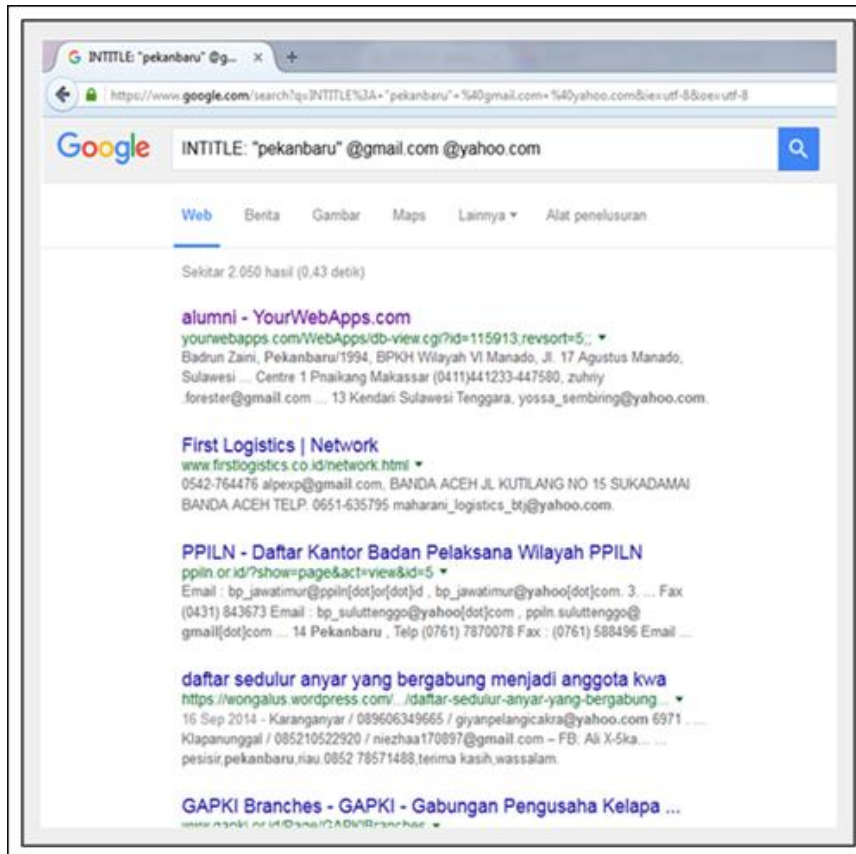 INTITLE: "pekanbaru" @g... × +
https://www.google.com/search?q=INTITLE%3A+"pekanbaru"+%40gmail.com+%40yahoo.com&ie=utf-8&oe=utf-8
Google INTITLE: "pekanbaru" @gmail.com @yahoo.com
Web Berita Gambar Maps Lainnya Alat penelusuran
Sekitar 2.050 hasil (0,43 detik)
alumni - YourWebApps.com
yourwebapps.com/WebApps/db-view.cgi?id=115913;revsort=5;;
Badrun Zaini, Pekanbaru/1994, BPKH Wilayah VI Manado, Jl. 17 Agustus Manado,
Sulawesi ... Centre 1 Pnaikang Makassar (0411)441233-447580, zuhriy
.forester@gmail.com ... 13 Kendari Sulawesi Tenggara, yossa_sembiring@yahoo.com.
First Logistics | Network
www.firstlogistics.co.id/network.html
0542-764476 alpexp@gmail.com, BANDA ACEH JL KUTILANG NO 15 SUKADAMAI
BANDA ACEH TELP. 0651-635795 maharani_logistics_btj@yahoo.com.
PPILN - Daftar Kantor Badan Pelaksana Wilayah PPILN
ppiln.or.id/?show=page&act=view&id=5
Email : bp_jawatimur@ppiln[dot]or[dot]id , bp_jawatimur@yahoo[dot]com. 3. ... Fax
(0431) 843673 Email : bp_suluttenggo@yahoo[dot]com , ppiln.suluttenggo@
gmail[dot]com ... 14 Pekanbaru , Telp (0761) 7870078 Fax : (0761) 588496 Email ...
daftar sedulur anyar yang bergabung menjadi anggota kwa
https://wongalus.wordpress.com/.../daftar-sedulur-anyar-yang-bergabung...
16 Sep 2014 - Karanganyar / 089606349665 / giyanpelangicakra@yahoo.com 6971 . ...
Klapanunggal / 085210522920 / niezhaa170897@gmail.com – FB: Ali X-5ka... ...
pesisir,pekanbaru,riau.0852 78571488,terima kasih,wassalam.
GAPKI Branches - GAPKI - Gabungan Pengusaha Kelapa ...
www.gapki.or.id/Page/GAPKIBranches